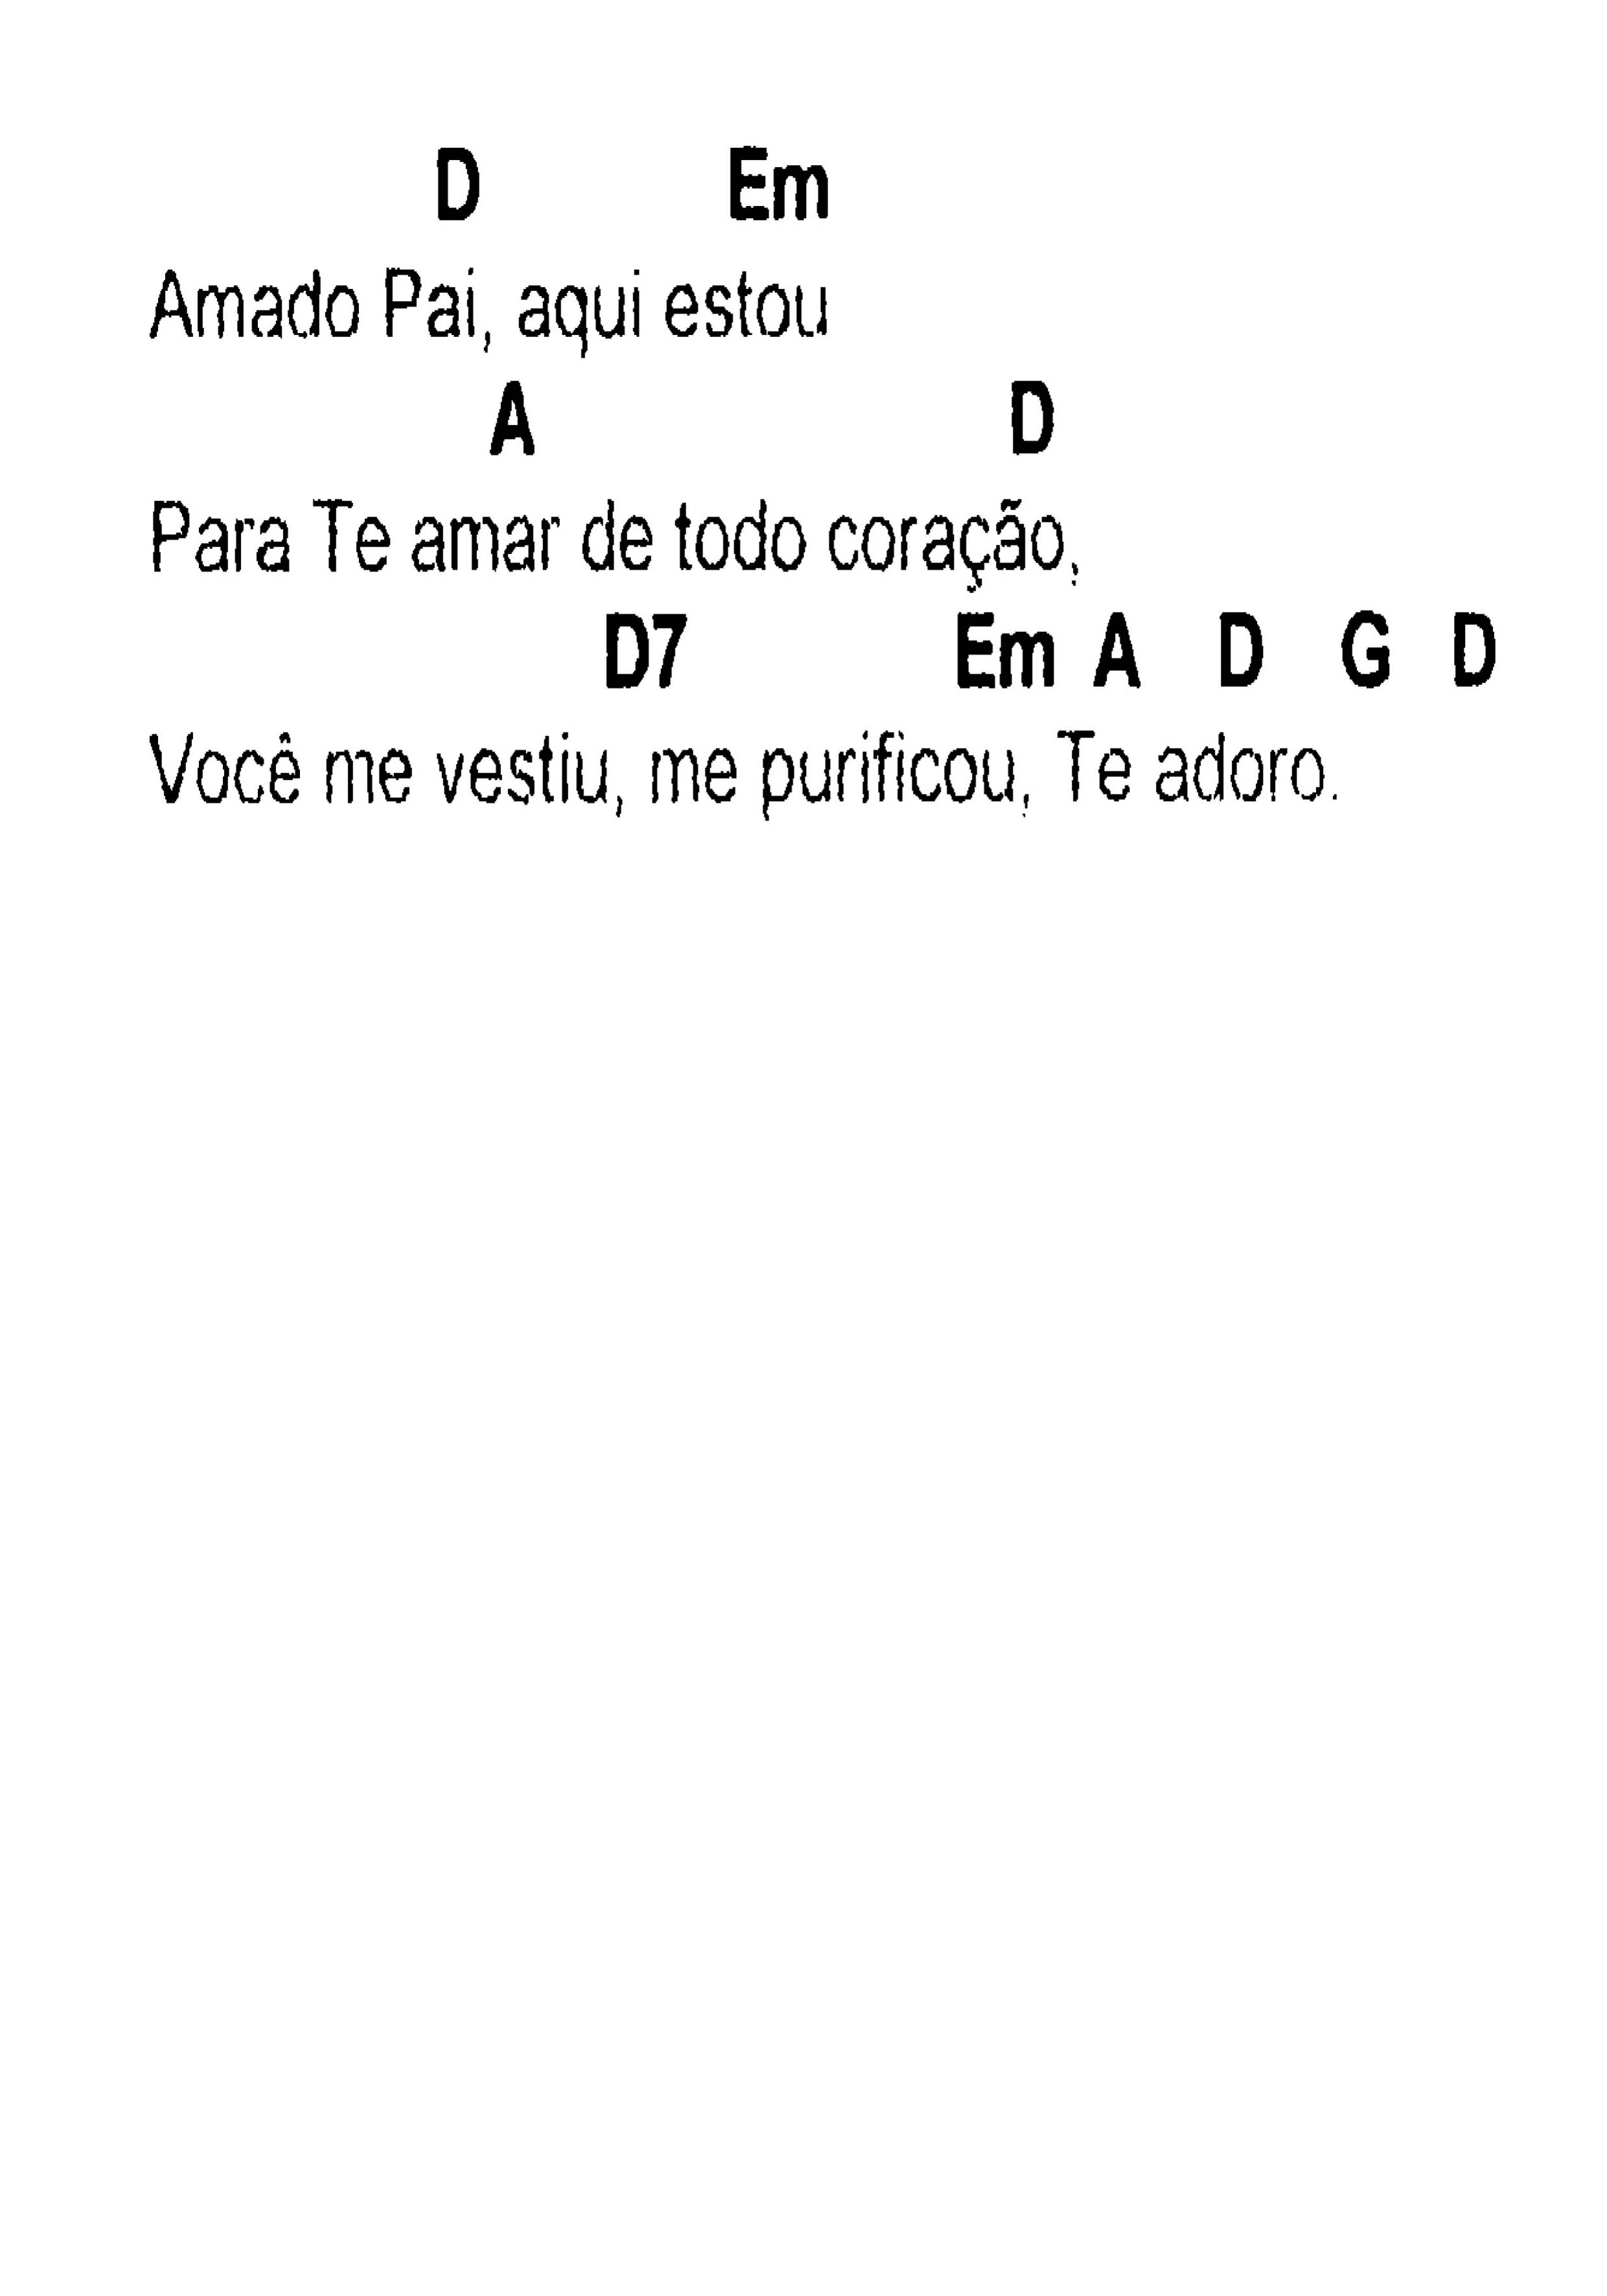 D Em
Amado Pai, aqui estou
A D
Para Te amar de todo coração,
D7 Em A D G D
Você me vestiu, me purificou, Te adoro.